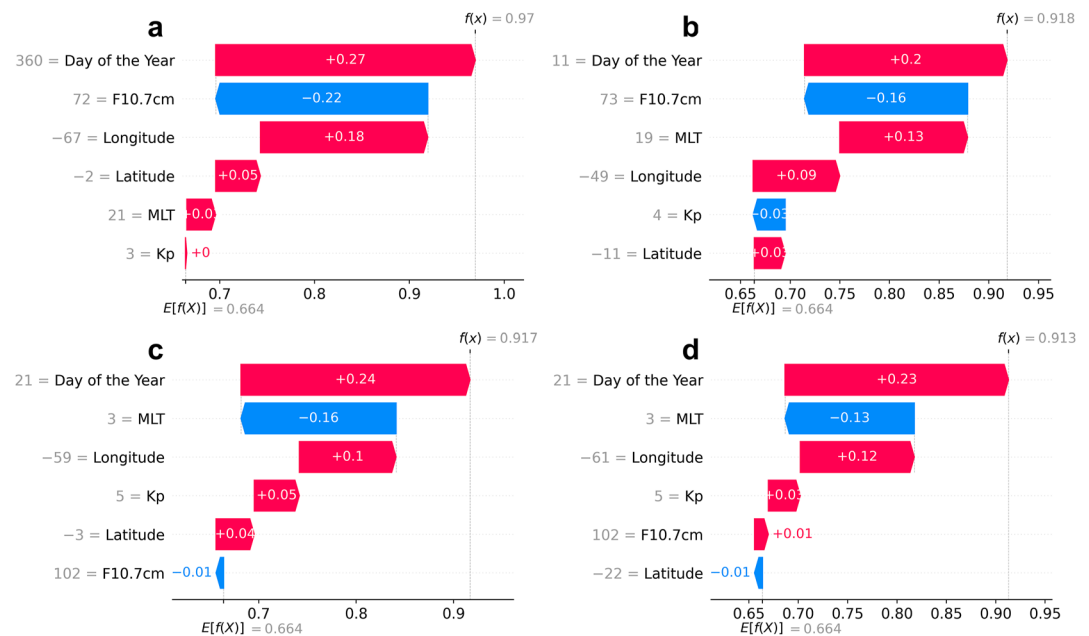 a
f(x) = 0.97
360 = Day of the Year
+0.27
72 = F10.7cm
−0.22
−67 = Longitude
+0.18
−2 = Latitude
+0.05
21 = MLT
3 = Kp
+0
0.7 0.8 0.9 1.0
E[f(X)] = 0.664
b
f(x) = 0.918
11 = Day of the Year
+0.2
73 = F10.7cm
−0.16
19 = MLT
+0.13
−49 = Longitude
+0.09
4 = Kp
−0.03
−11 = Latitude
+0.03
0.65 0.70 0.75 0.80 0.85 0.90 0.95
E[f(X)] = 0.664
c
f(x) = 0.917
21 = Day of the Year
+0.24
3 = MLT
−0.16
−59 = Longitude
+0.1
5 = Kp
+0.05
−3 = Latitude
+0.04
102 = F10.7cm
−0.01
0.7 0.8 0.9
E[f(X)] = 0.664
d
f(x) = 0.913
21 = Day of the Year
+0.23
3 = MLT
−0.13
−61 = Longitude
+0.12
5 = Kp
+0.03
102 = F10.7cm
+0.01
−22 = Latitude
−0.01
0.65 0.70 0.75 0.80 0.85 0.90 0.95
E[f(X)] = 0.664